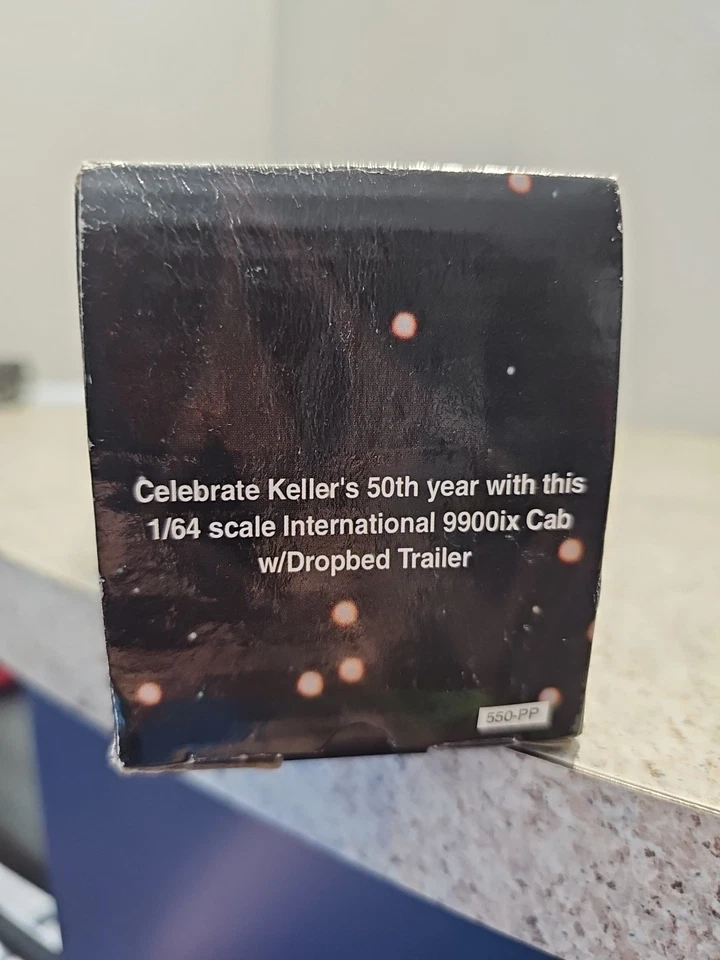 Celebrate Keller's 50th year with this
1/64 scale International 9900ix Cab
w/Dropbed Trailer
550-PP